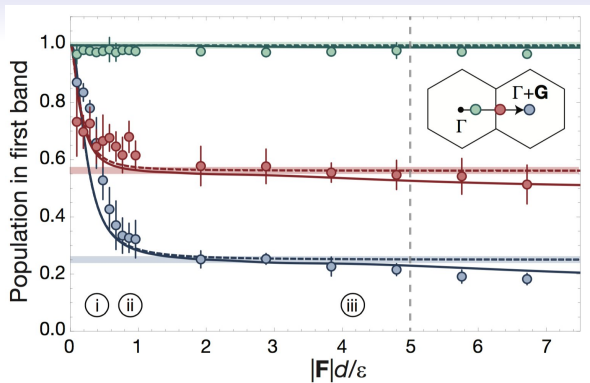 Population in first band
1.0
0.8
0.6
0.4
0.2
0.0
Γ
Γ+G
i
ii
iii
0 1 2 3 4 5 6 7
|F|d/ε